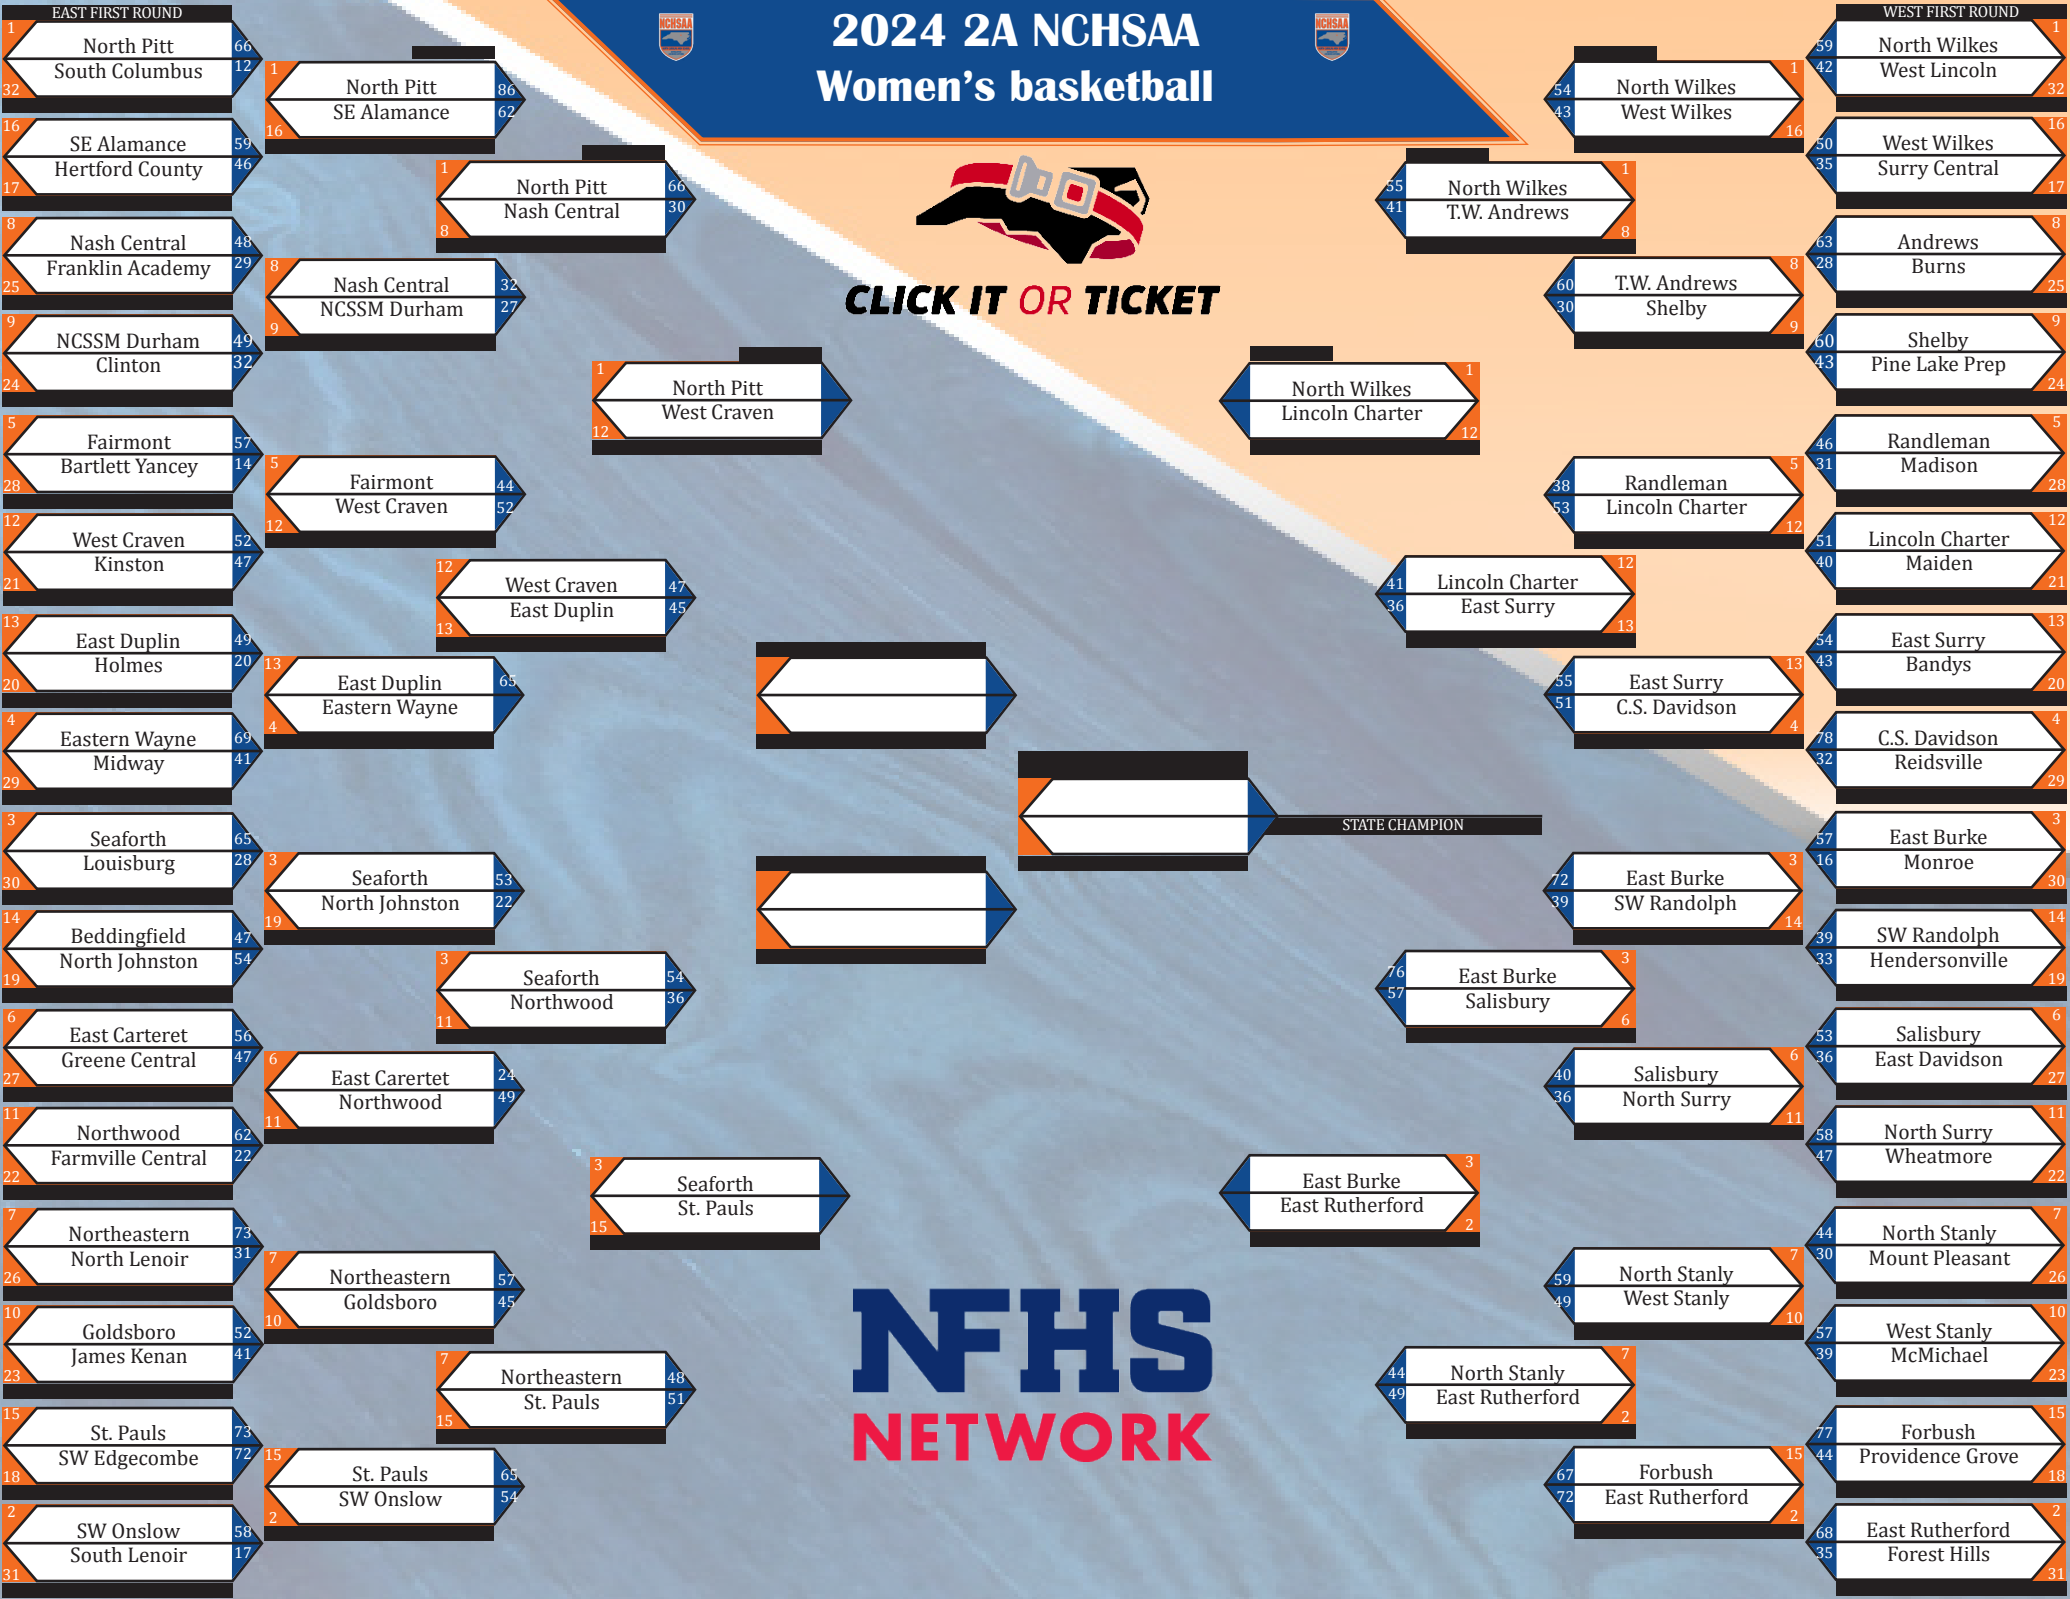 2024 2A NCHSAA
Women's basketball
NCHSAA
NCHSAA
CLICK IT OR TICKET
EAST FIRST ROUND
1 North Pitt 66
32 South Columbus 12
16 SE Alamance 59
17 Hertford County 46
8 Nash Central 48
25 Franklin Academy 29
9 NCSSM Durham 49
24 Clinton 32
5 Fairmont 57
28 Bartlett Yancey 14
12 West Craven 52
21 Kinston 47
13 East Duplin 49
20 Holmes 20
4 Eastern Wayne 69
29 Midway 41
3 Seaforth 65
30 Louisburg 28
14 Beddingfield 47
19 North Johnston 54
6 East Carteret 56
27 Greene Central 47
11 Northwood 62
22 Farmville Central 22
7 Northeastern 73
26 North Lenoir 31
10 Goldsboro 52
23 James Kenan 41
15 St. Pauls 73
18 SW Edgecombe 72
2 SW Onslow 58
31 South Lenoir 17
1 North Pitt 86
16 SE Alamance 62
8 Nash Central 32
9 NCSSM Durham 27
5 Fairmont 44
12 West Craven 52
13 East Duplin 65
4 Eastern Wayne
3 Seaforth 53
19 North Johnston 22
6 East Carertet 24
11 Northwood 49
7 Northeastern 57
10 Goldsboro 45
15 St. Pauls 65
2 SW Onslow 54
1 North Pitt 66
8 Nash Central 30
12 West Craven 47
13 East Duplin 45
3 Seaforth 54
11 Northwood 36
7 Northeastern 48
15 St. Pauls 51
1 North Pitt
12 West Craven
3 Seaforth
15 St. Pauls
STATE CHAMPION
North Wilkes 1
Lincoln Charter 12
East Burke 3
East Rutherford 2
55 North Wilkes 1
41 T.W. Andrews 8
41 Lincoln Charter 12
36 East Surry 13
76 East Burke 3
57 Salisbury 6
44 North Stanly 7
49 East Rutherford 2
54 North Wilkes 1
43 West Wilkes 16
60 T.W. Andrews 8
30 Shelby 9
38 Randleman 5
53 Lincoln Charter 12
55 East Surry 13
51 C.S. Davidson 4
72 East Burke 3
39 SW Randolph 14
40 Salisbury 6
36 North Surry 11
59 North Stanly 7
49 West Stanly 10
67 Forbush 15
72 East Rutherford 2
WEST FIRST ROUND
59 North Wilkes 1
42 West Lincoln 32
50 West Wilkes 16
35 Surry Central 17
63 Andrews 8
28 Burns 25
60 Shelby 9
43 Pine Lake Prep 24
46 Randleman 5
31 Madison 28
51 Lincoln Charter 12
40 Maiden 21
54 East Surry 13
43 Bandys 20
78 C.S. Davidson 4
32 Reidsville 29
57 East Burke 3
16 Monroe 30
39 SW Randolph 14
33 Hendersonville 19
53 Salisbury 6
36 East Davidson 27
58 North Surry 11
47 Wheatmore 22
44 North Stanly 7
30 Mount Pleasant 26
57 West Stanly 10
39 McMichael 23
77 Forbush 15
44 Providence Grove 18
68 East Rutherford 2
35 Forest Hills 31
NFHS
NETWORK